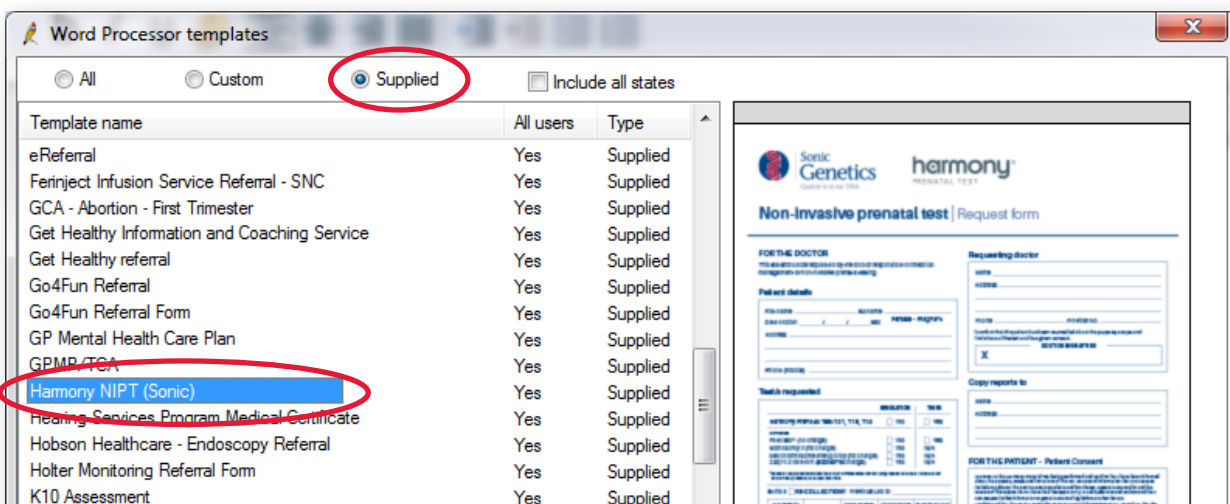 Word Processor templates
All Custom Supplied Include all states
Template name All users Type
eReferral Yes Supplied
Ferinject Infusion Service Referral - SNC Yes Supplied
GCA - Abortion - First Trimester Yes Supplied
Get Healthy Information and Coaching Service Yes Supplied
Get Healthy referral Yes Supplied
Go4Fun Referral Yes Supplied
Go4Fun Referral Form Yes Supplied
GP Mental Health Care Plan Yes Supplied
GPMP/TCA Yes Supplied
Harmony NIPT (Sonic) Yes Supplied
Hearing Services Program Medical Certificate Yes Supplied
Hobson Healthcare - Endoscopy Referral Yes Supplied
Holter Monitoring Referral Form Yes Supplied
K10 Assessment Yes Supplied
Sonic
Genetics
harmony
PRENATAL TEST
Non-invasive prenatal test Request form
FOR THE DOCTOR
Patient details
Test/s requested
Requesting doctor
X
Copy reports to
FOR THE PATIENT - Patient Consent